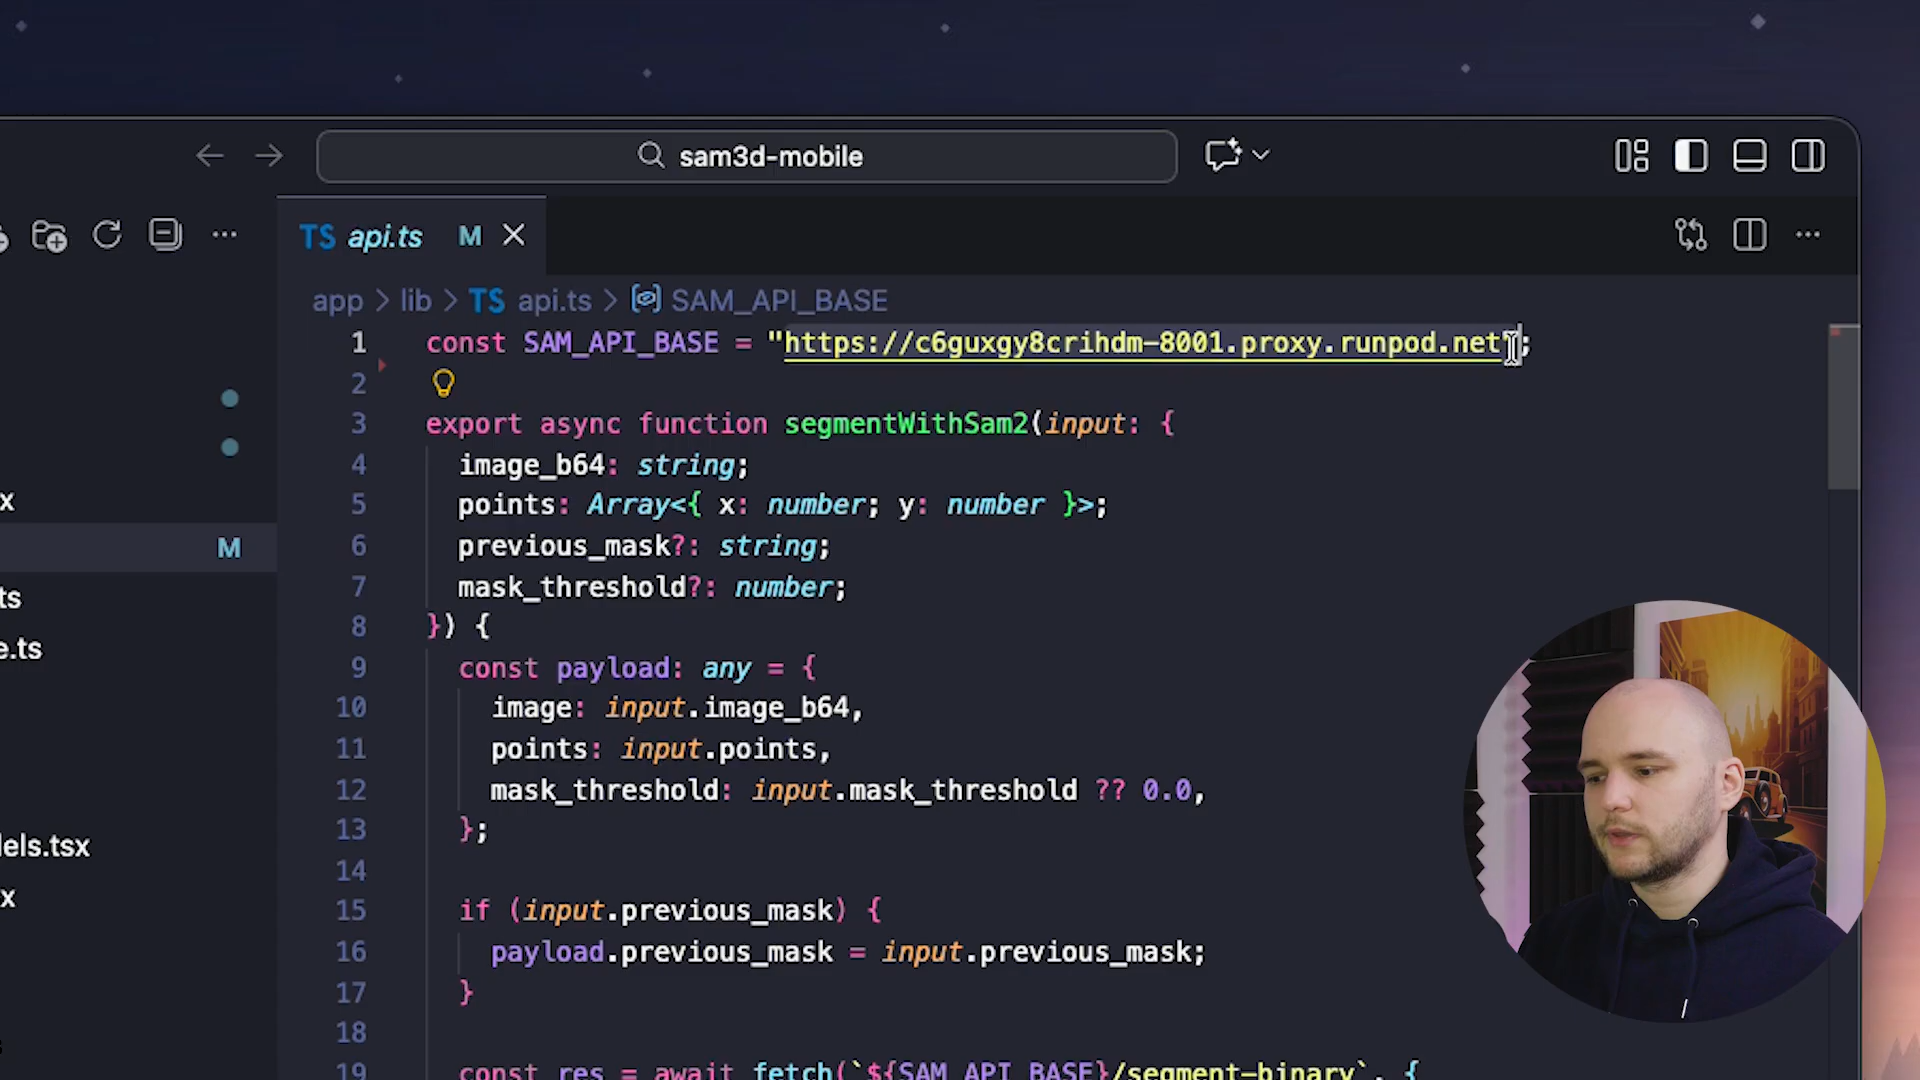 sam3d-mobile
TS api.ts M
app > lib > TS api.ts > SAM_API_BASE
1 const SAM_API_BASE = "https://c6guxgy8crihdm-8001.proxy.runpod.net";
2
3 export async function segmentWithSam2(input: {
4 image_b64: string;
5 points: Array<{ x: number; y: number }>;
x
6 previous_mask?: string;
M
7 mask_threshold?: number;
ts
8 }) {
e.ts
9 const payload: any = {
10 image: input.image_b64,
11 points: input.points,
12 mask_threshold: input.mask_threshold ?? 0.0,
13 };
els.tsx
14
15 if (input.previous_mask) {
x
16 payload.previous_mask = input.previous_mask;
17 }
18
19 const res = await fetch(`${SAM_API_BASE}/segment-binary`, {